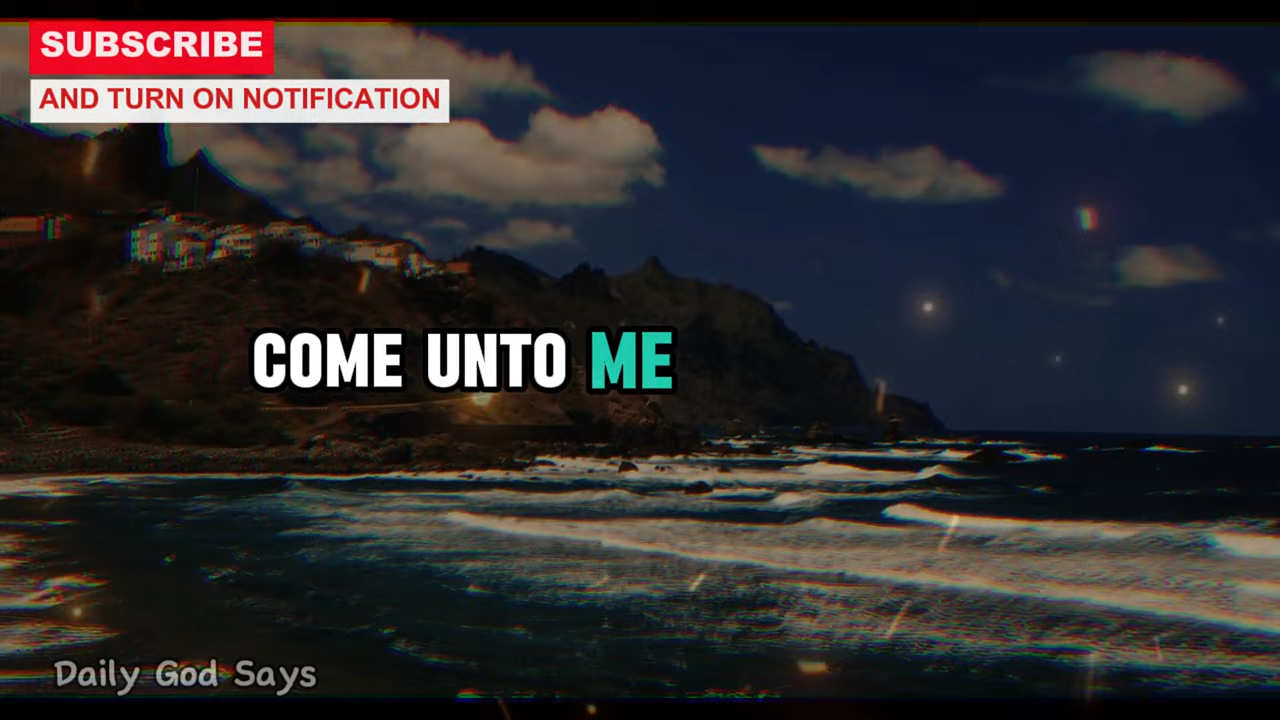 SUBSCRIBE
AND TURN ON NOTIFICATION
COME UNTO ME
Daily God Says